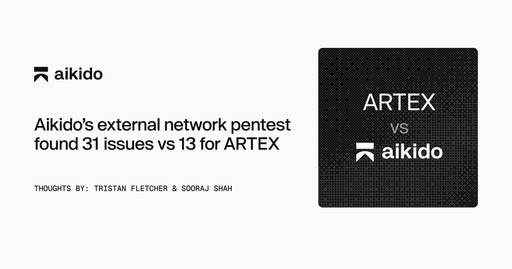 aikido
Aikido's external network pentest
found 31 issues vs 13 for ARTEX
THOUGHTS BY: TRISTAN FLETCHER & SOORAJ SHAH
ARTEX
VS
aikido